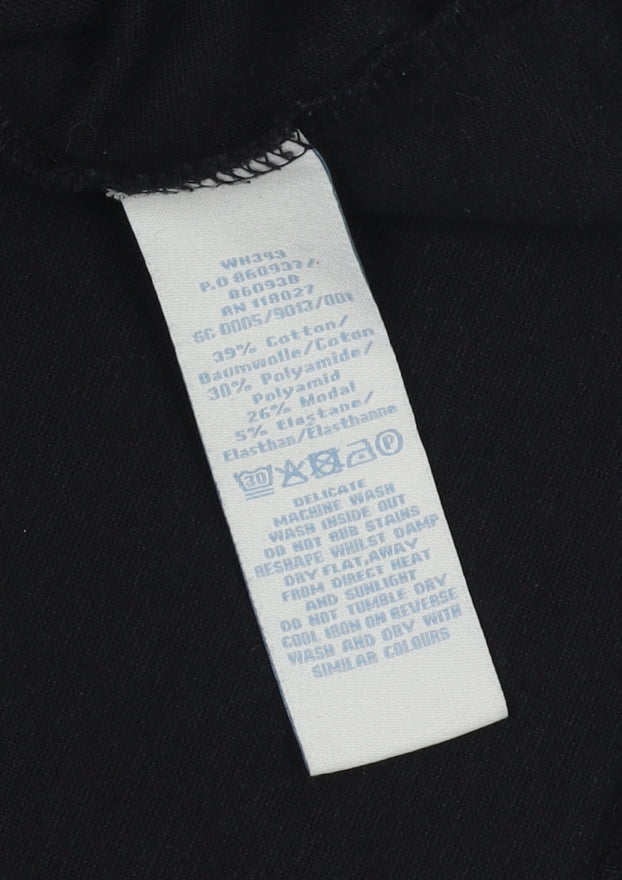 WH393
P.O 860937/.
860938
RN 118027
SC 0005/9013/001
39% Cotton/
Baumwolle/Coton
30% Polyamide/
Polyamid
26% Modal
5% Elastane/
Elasthan/Elasthanne
30 P
DELICATE
MACHINE WASH
WASH INSIDE OUT
DO NOT RUB STAINS
RESHAPE WHILST DAMP
DRY FLAT,AWAY
FROM DIRECT HEAT
AND SUNLIGHT
DO NOT TUMBLE DRY
COOL IRON ON REVERSE
WASH AND DRY WITH
SIMILAR COLOURS